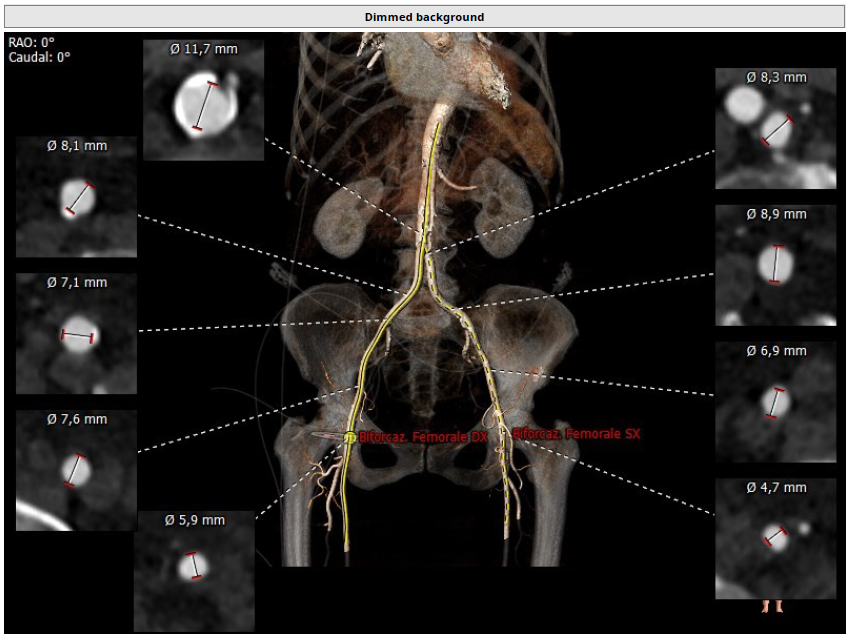 Dimmed background
RAO: 0°
Caudal: 0°
Ø 11,7 mm
Ø 8,3 mm
Ø 8,1 mm
Ø 8,9 mm
Ø 7,1 mm
Ø 6,9 mm
Ø 7,6 mm
Biforcaz. Femorale DX
Biforcaz. Femorale SX
Ø 4,7 mm
Ø 5,9 mm